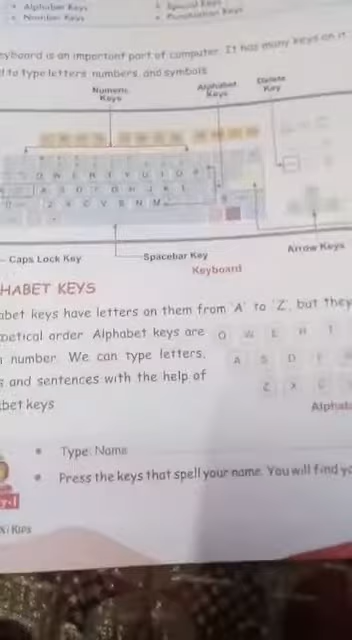 • Alphabet Keys • Special Keys
• Number Keys • Punctuation Keys
eyboard is an important part of computer. It has many keys on it
d to type letters, numbers, and symbols
Numeric Keys
Alphabet Keys
Delete Key
Q W E R T Y U I O P
A S D F G H J K L
Z X C V B N M
Caps Lock Key
Spacebar Key
Arrow Keys
Keyboard
HABET KEYS
abet keys have letters on them from 'A' to 'Z', but they
betical order. Alphabet keys are
number. We can type letters,
s and sentences with the help of
bet keys
Q W E R T
A S D F
Z X C
Alphab
• Type: Name
• Press the keys that spell your name. You will find yo
y-1
Kips